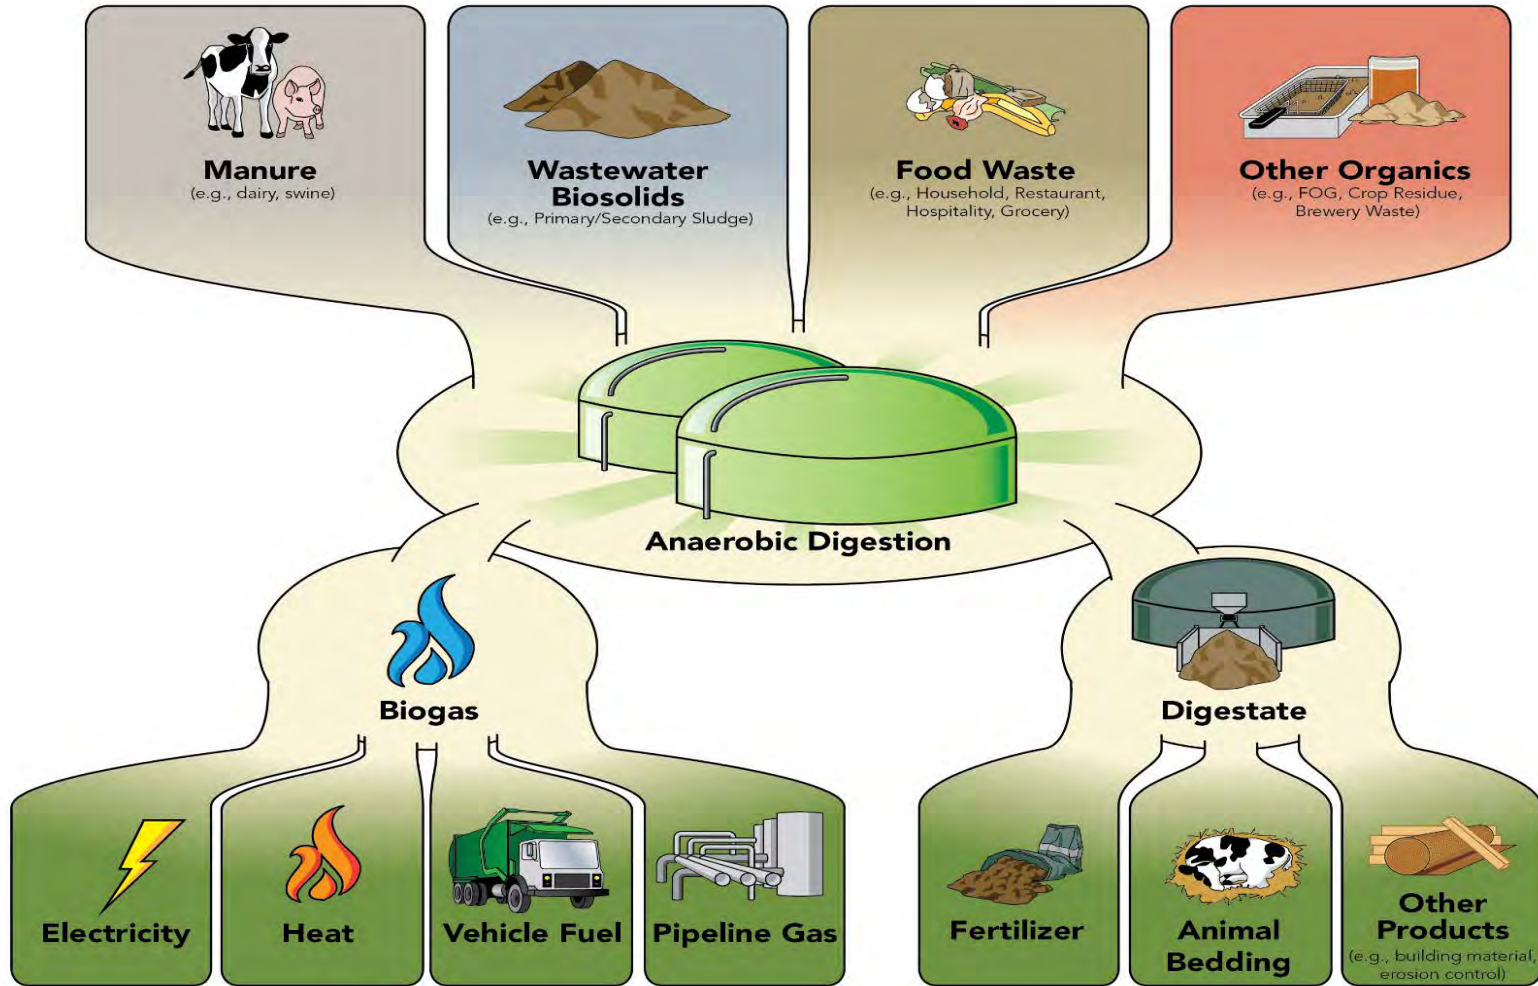 Manure
(e.g., dairy, swine)
Wastewater
Biosolids
(e.g., Primary/Secondary Sludge)
Food Waste
(e.g., Household, Restaurant,
Hospitality, Grocery)
Other Organics
(e.g., FOG, Crop Residue,
Brewery Waste)
Anaerobic Digestion
Biogas
Digestate
Electricity
Heat
Vehicle Fuel
Pipeline Gas
Fertilizer
Animal
Bedding
Other
Products
(e.g., building material,
erosion control)